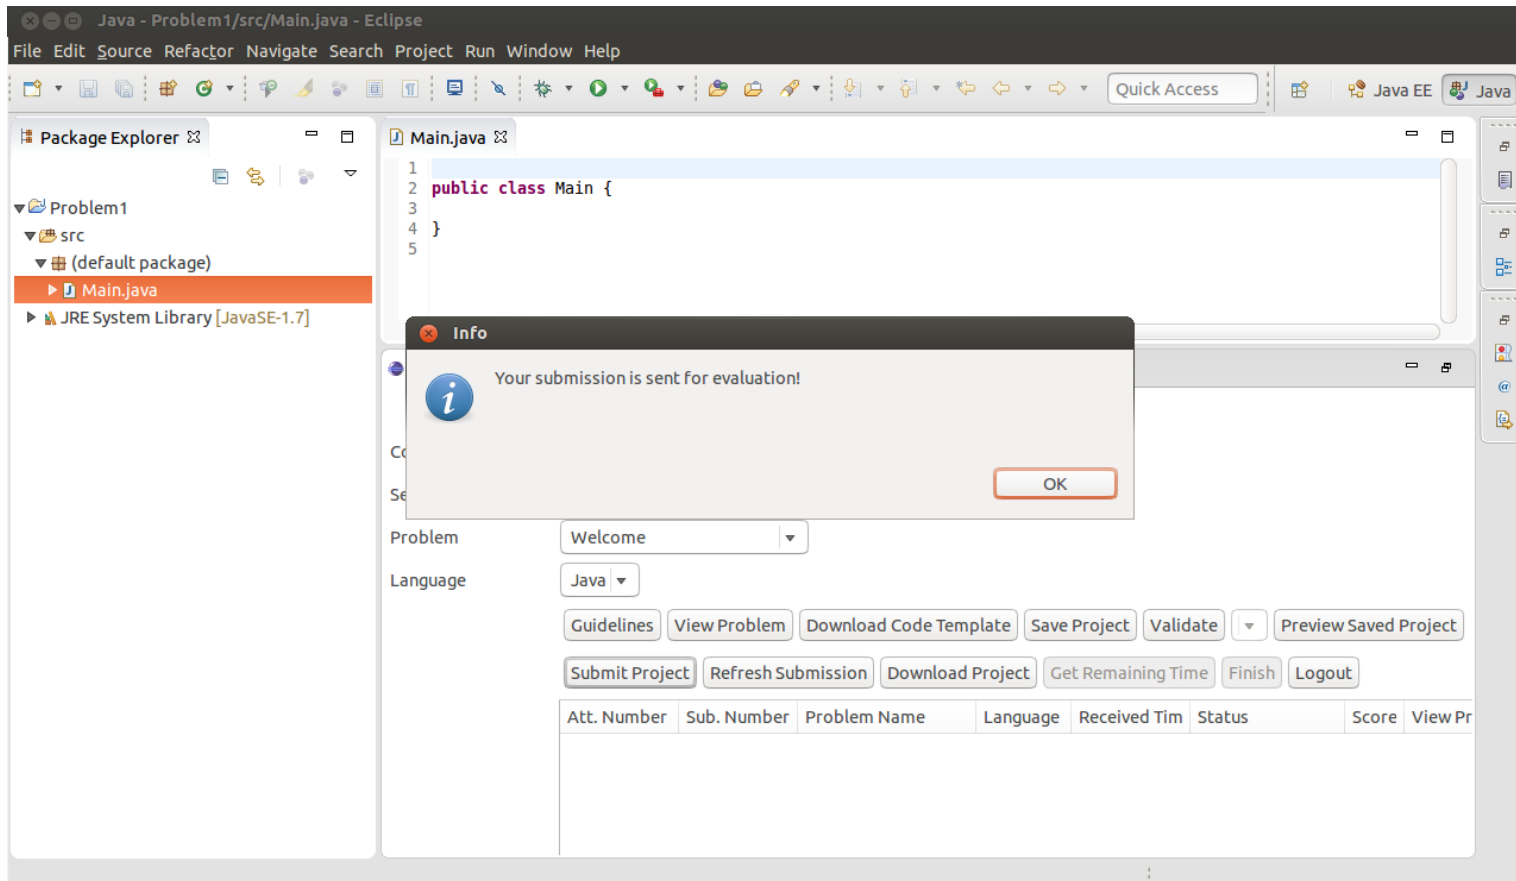 Java - Problem1/src/Main.java - Eclipse
File Edit Source Refactor Navigate Search Project Run Window Help
Quick Access Java EE Java
Package Explorer
Main.java
1
2 public class Main {
3
4 }
5
Problem1
src
(default package)
Main.java
JRE System Library [JavaSE-1.7]
Info
Your submission is sent for evaluation!
OK
Co
Se
Problem Welcome
Language Java
Guidelines View Problem Download Code Template Save Project Validate Preview Saved Project
Submit Project Refresh Submission Download Project Get Remaining Time Finish Logout
Att. Number Sub. Number Problem Name Language Received Tim Status Score View Pr